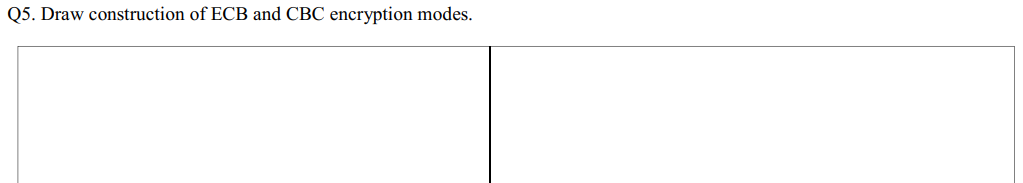 Q5. Draw construction of ECB and CBC encryption modes.